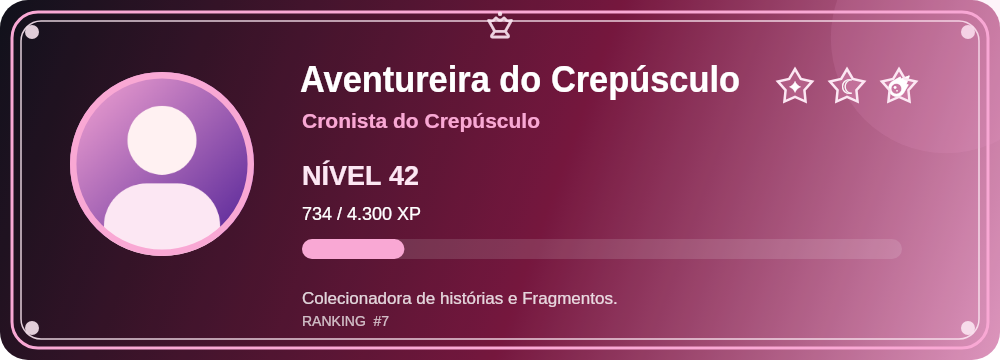 Aventureira do Crepúsculo
Cronista do Crepúsculo
NÍVEL 42
734 / 4.300 XP
Colecionadora de histórias e Fragmentos.
RANKING #7